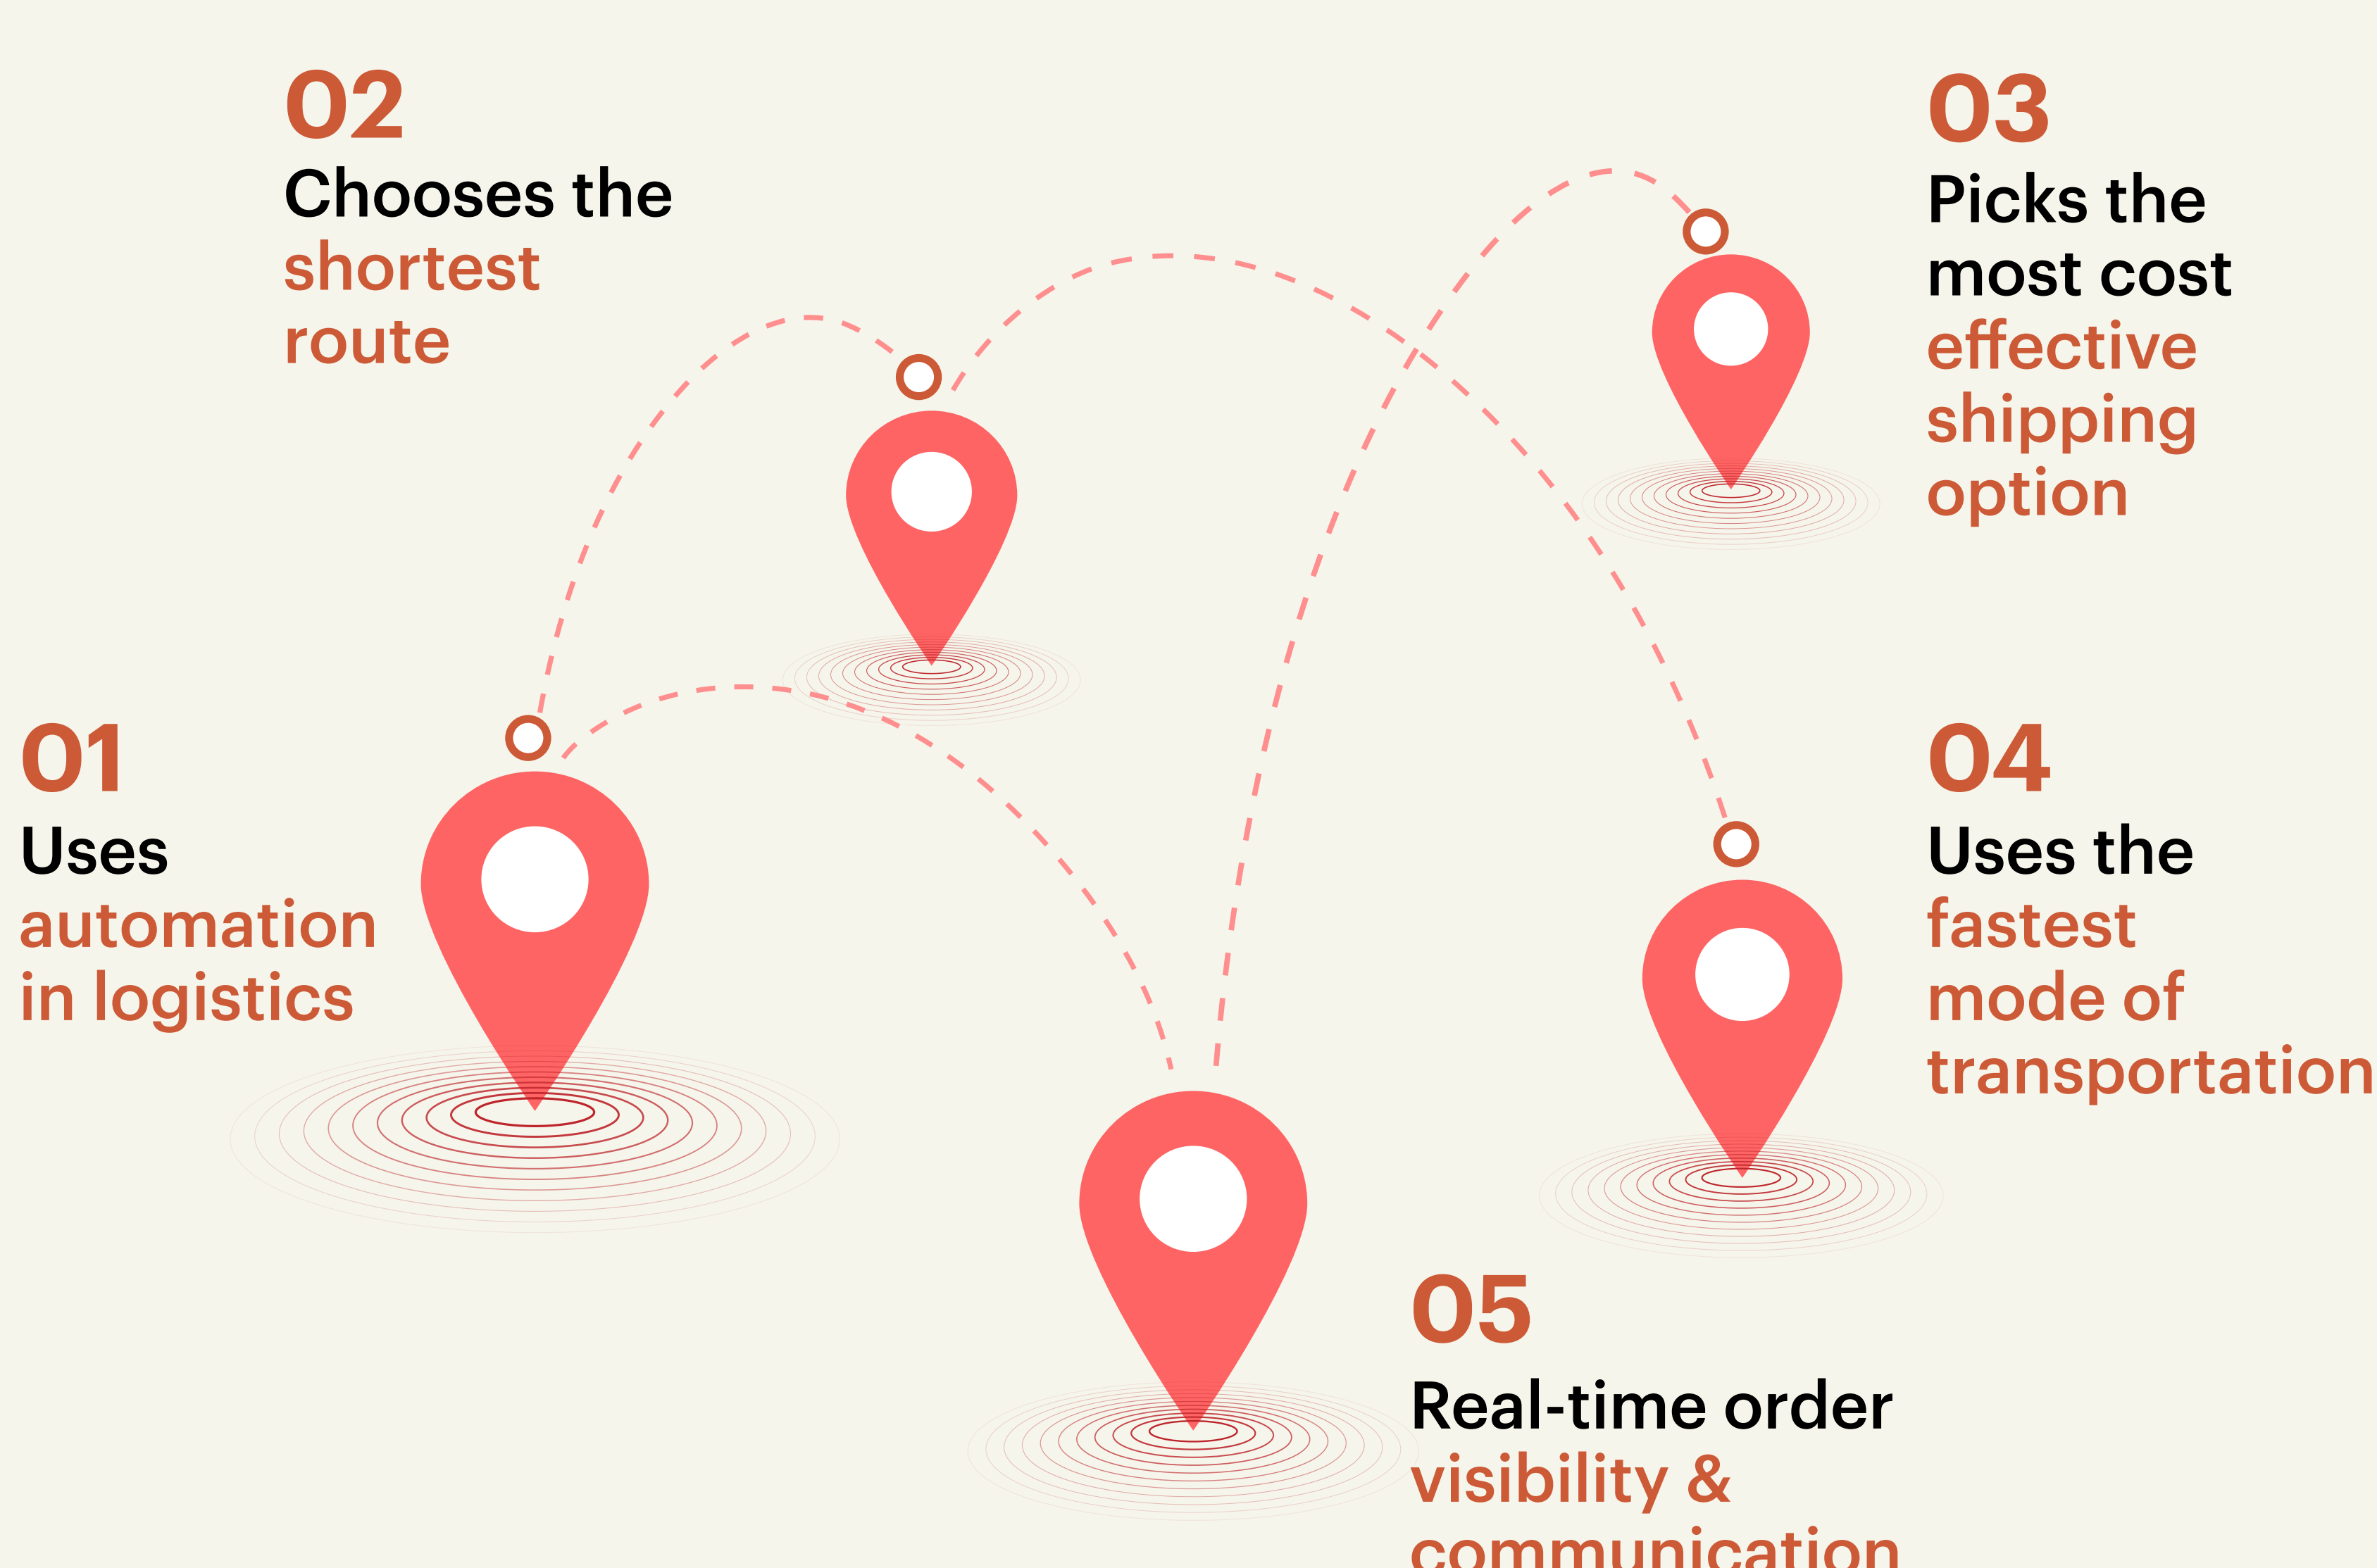 01
Uses
automation
in logistics
02
Chooses the
shortest
route
03
Picks the
most cost
effective
shipping
option
04
Uses the
fastest
mode of
transportation
05
Real-time order
visibility &
communication